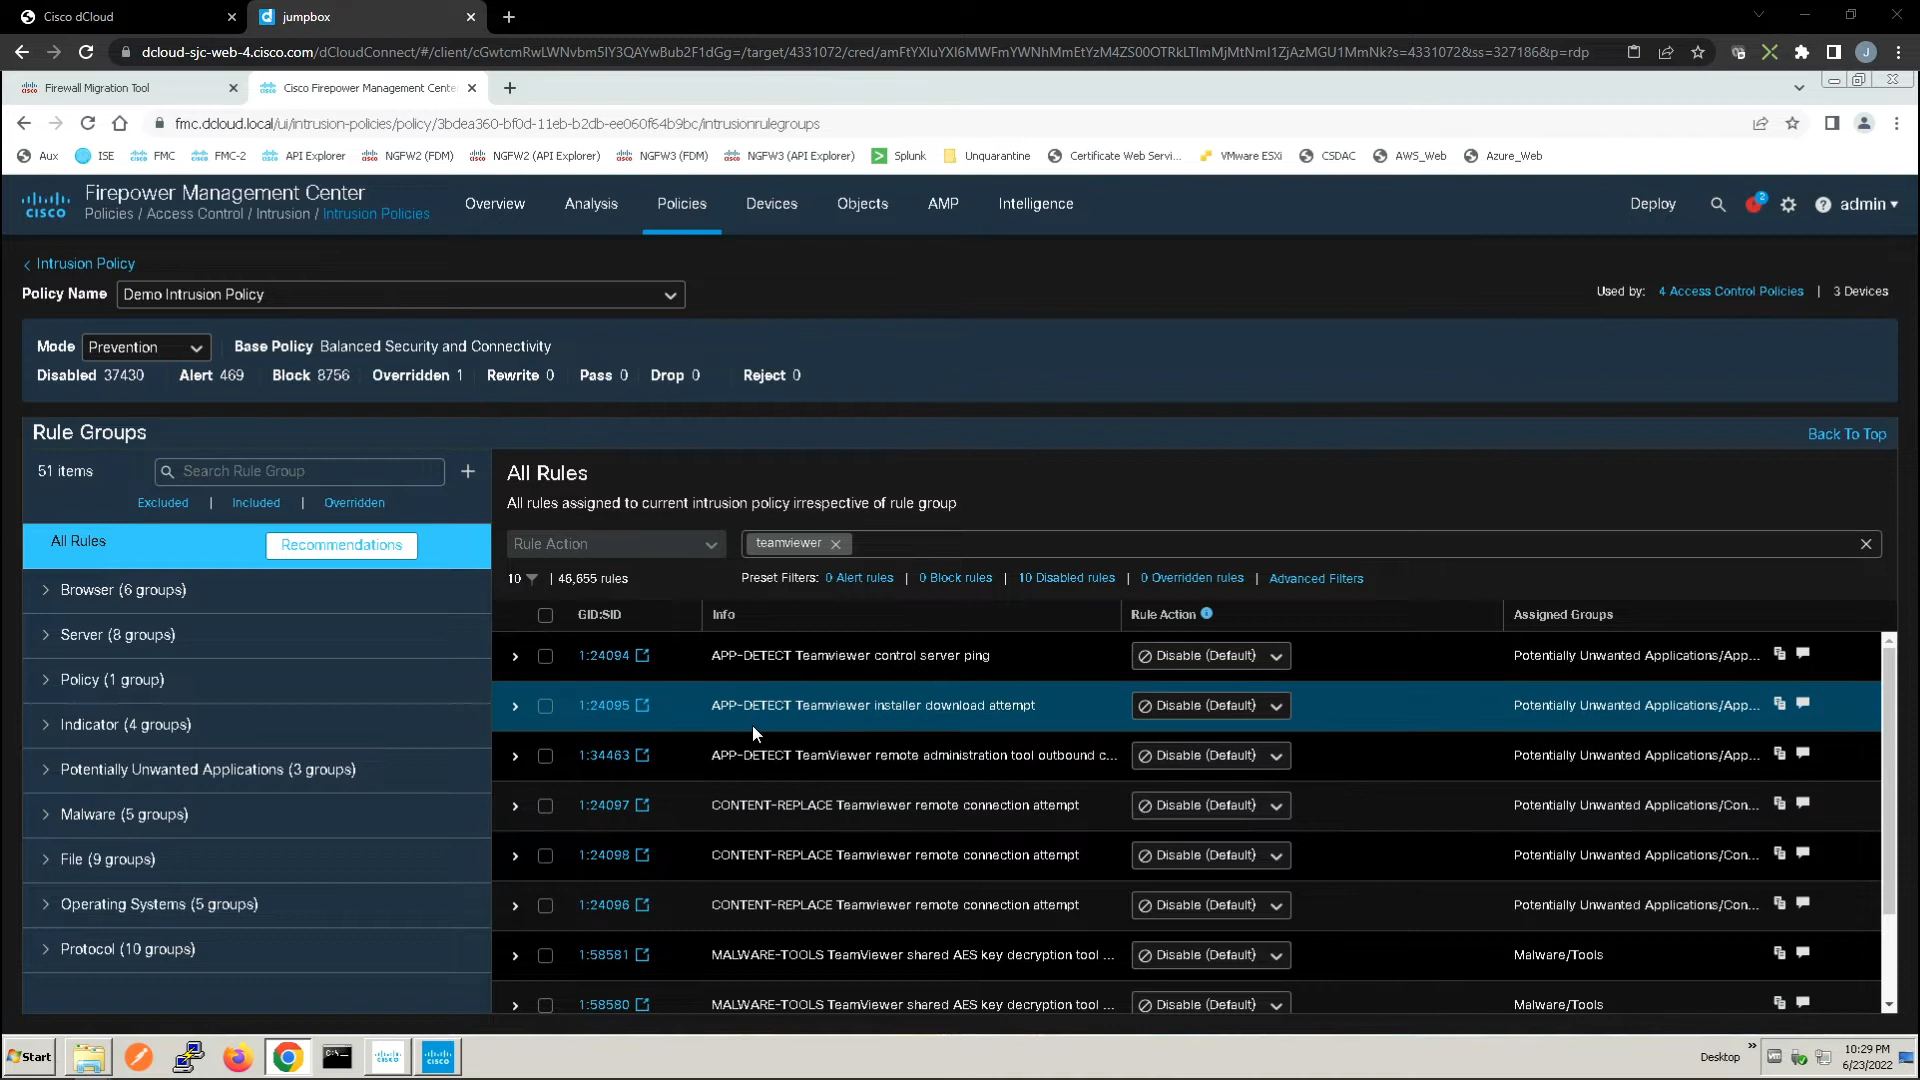 Cisco dCloud
jumpbox
dcloud-sjc-web-4.cisco.com/dCloudConnect/#/client/
Firewall Migration Tool
Cisco Firepower Management Cente
fmc.dcloud.local/ui/intrusion-policies/policy/3bdea360-bf0d-11eb-b2db-ee060f64b9bc/intrusionrulegroups
Aux
ISE
FMC
FMC-2
API Explorer
NGFW2 (FDM)
NGFW2 (API Explorer)
NGFW3 (FDM)
NGFW3 (API Explorer)
Splunk
Unquarantine
Certificate Web Servi...
VMware ESXi
CSDAC
AWS_Web
Azure_Web
CISCO
Firepower Management Center
Policies / Access Control / Intrusion / Intrusion Policies
Overview
Analysis
Policies
Devices
Objects
AMP
Intelligence
Deploy
2
admin
Intrusion Policy
Policy Name Demo Intrusion Policy
Used by: 4 Access Control Policies | 3 Devices
Mode Prevention Base Policy Balanced Security and Connectivity
Disabled 37430 Alert 469 Block 8756 Overridden 1 Rewrite 0 Pass 0 Drop 0 Reject 0
Rule Groups
Back To Top
51 items
Search Rule Group
Excluded | Included | Overridden
All Rules
Recommendations
Browser (6 groups)
Server (8 groups)
Policy (1 group)
Indicator (4 groups)
Potentially Unwanted Applications (3 groups)
Malware (5 groups)
File (9 groups)
Operating Systems (5 groups)
Protocol (10 groups)
All Rules
All rules assigned to current intrusion policy irrespective of rule group
Rule Action
teamviewer
10 | 46,655 rules
Preset Filters: 0 Alert rules | 0 Block rules | 10 Disabled rules | 0 Overridden rules | Advanced Filters
GID:SID Info Rule Action Assigned Groups
1:24094 APP-DETECT Teamviewer control server ping Disable (Default) Potentially Unwanted Applications/App...
1:24095 APP-DETECT Teamviewer installer download attempt Disable (Default) Potentially Unwanted Applications/App...
1:34463 APP-DETECT TeamViewer remote administration tool outbound c... Disable (Default) Potentially Unwanted Applications/App...
1:24097 CONTENT-REPLACE Teamviewer remote connection attempt Disable (Default) Potentially Unwanted Applications/Con...
1:24098 CONTENT-REPLACE Teamviewer remote connection attempt Disable (Default) Potentially Unwanted Applications/Con...
1:24096 CONTENT-REPLACE Teamviewer remote connection attempt Disable (Default) Potentially Unwanted Applications/Con...
1:58581 MALWARE-TOOLS TeamViewer shared AES key decryption tool ... Disable (Default) Malware/Tools
1:58580 MALWARE-TOOLS TeamViewer shared AES key decryption tool ... Disable (Default) Malware/Tools
Start
Desktop
10:29 PM
6/23/2022